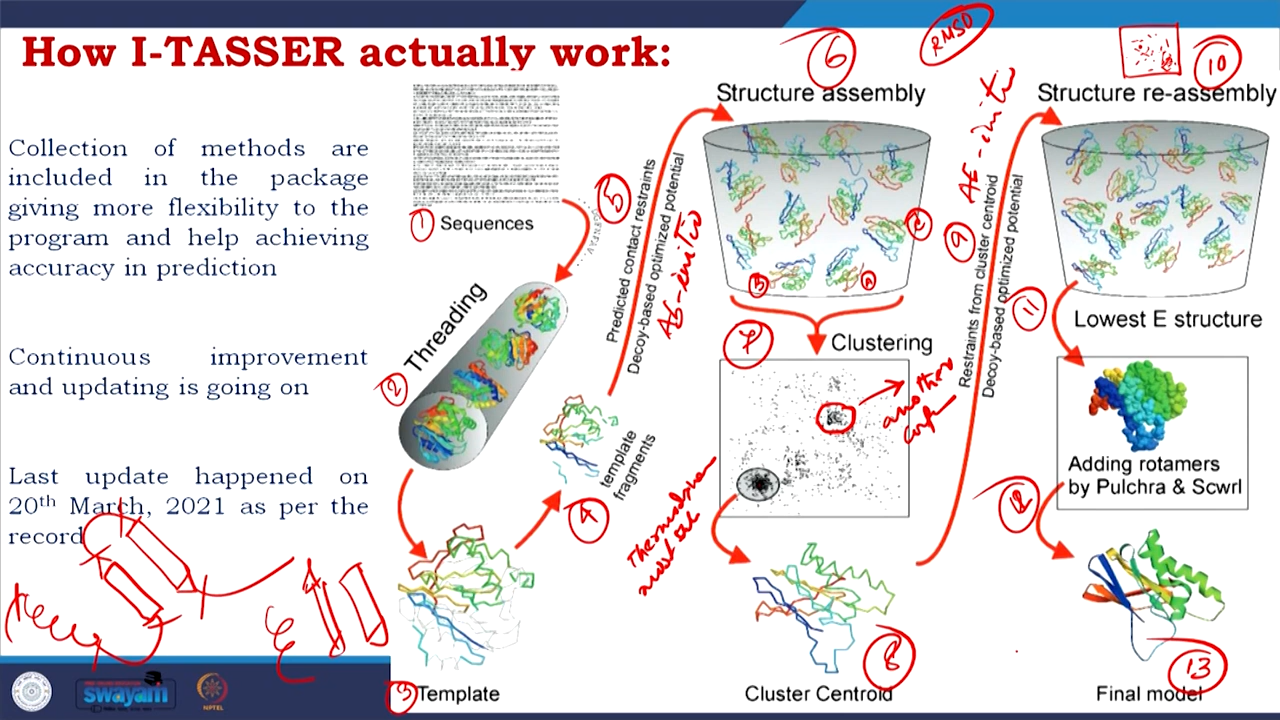 How I-TASSER actually work:
Collection of methods are
included in the package
giving more flexibility to the
program and help achieving
accuracy in prediction
Continuous improvement
and updating is going on
Last update happened on
20th March, 2021 as per the
record
1 Sequences
2
Threading
3 Template
4
template
fragments
5
Predicted contact restraints
Decoy-based optimized potential
Ab-initio
6
RMSD
Structure assembly
B
A
C
7
Clustering
another
Cluster Centroid
8
9
Ab-initio
Restraints from cluster centroid
Decoy-based optimized potential
10
Structure re-assembly
11
Lowest E structure
Adding rotamers
by Pulchra & Scwrl
12
Final model
13
swayam
NPTEL